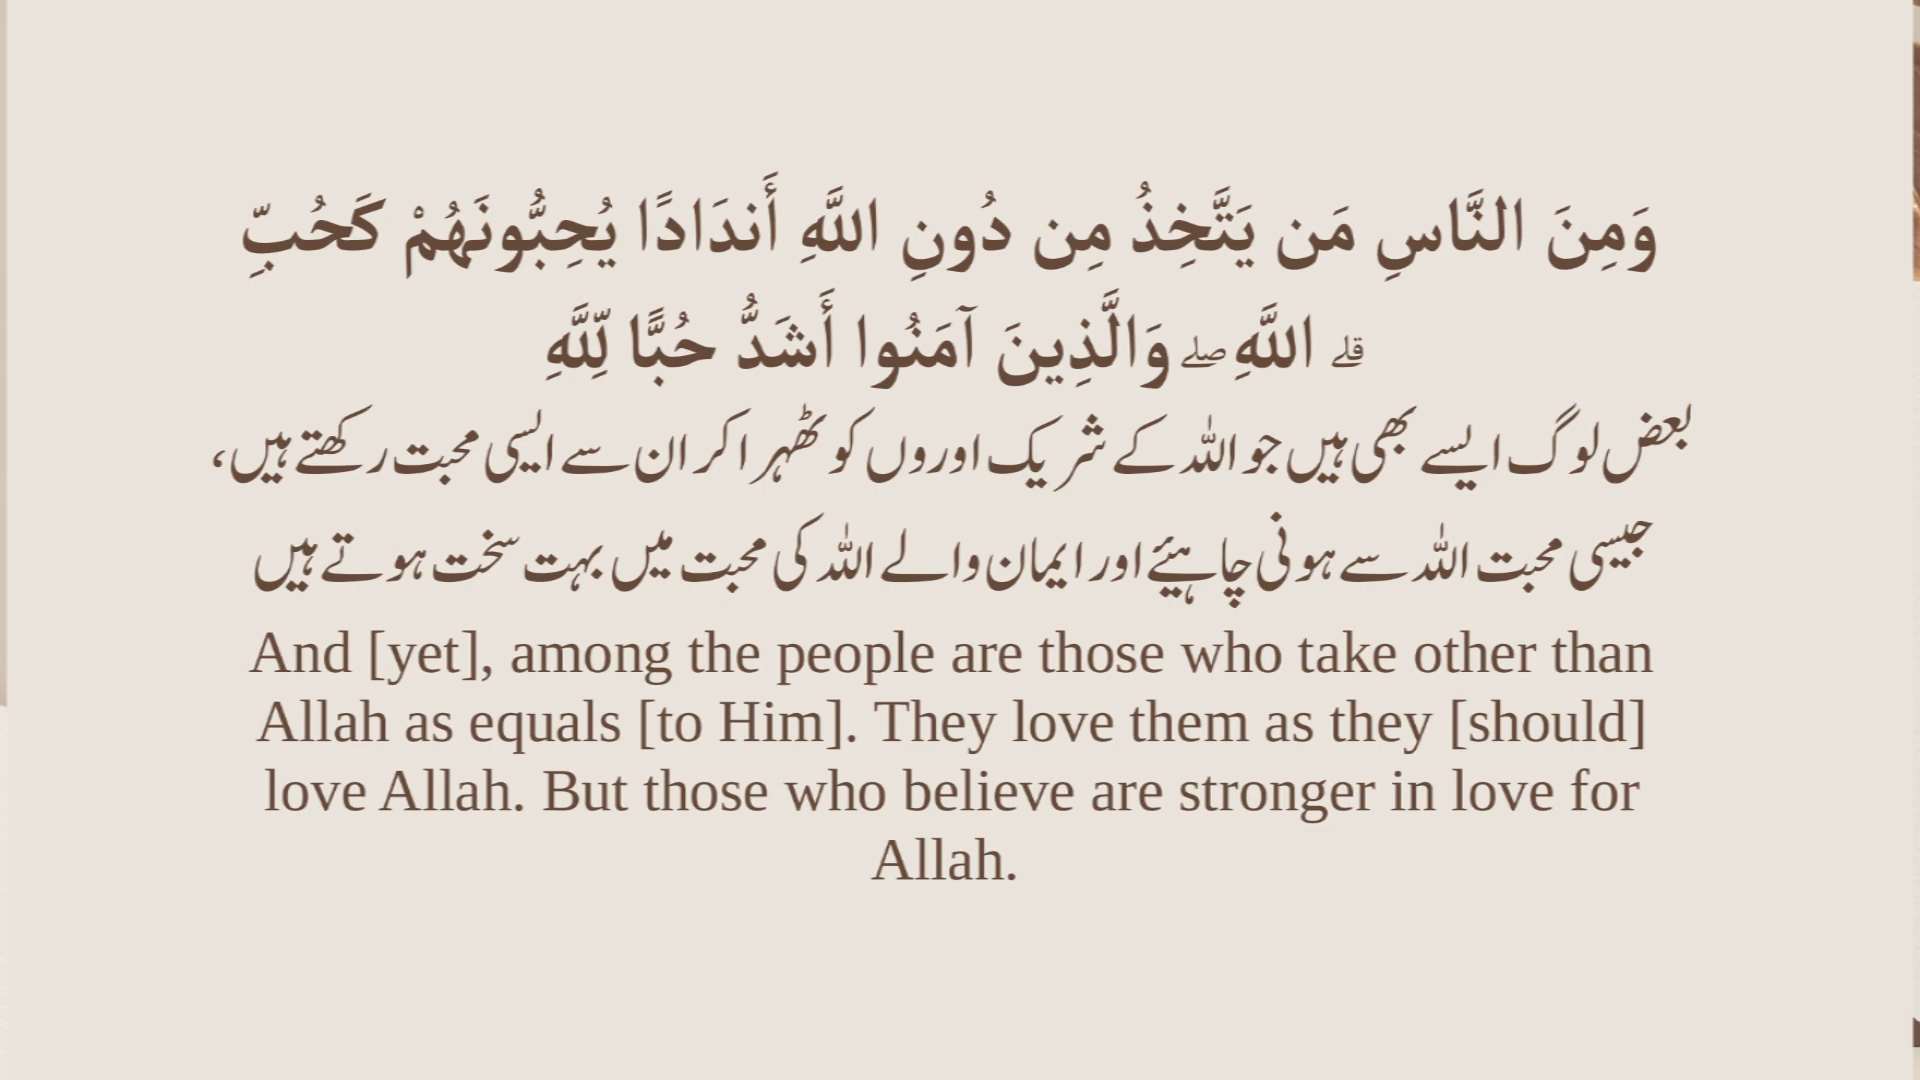 وَمِنَ النَّاسِ مَن يَتَّخِذُ مِن دُونِ اللَّهِ أَندَادًا يُحِبُّونَهُمْ كَحُبِّ
قلے اللَّهِ صلے وَالَّذِينَ آمَنُوا أَشَدُّ حُبًّا لِّلَّهِ
بعض لوگ ایسے بھی ہیں جو اللہ کے شریک اوروں کو ٹھہرا کر ان سے ایسی محبت رکھتے ہیں،
جیسی محبت اللہ سے ہونی چاہیئے اور ایمان والے اللہ کی محبت میں بہت سخت ہوتے ہیں
And [yet], among the people are those who take other than
Allah as equals [to Him]. They love them as they [should]
love Allah. But those who believe are stronger in love for
Allah.